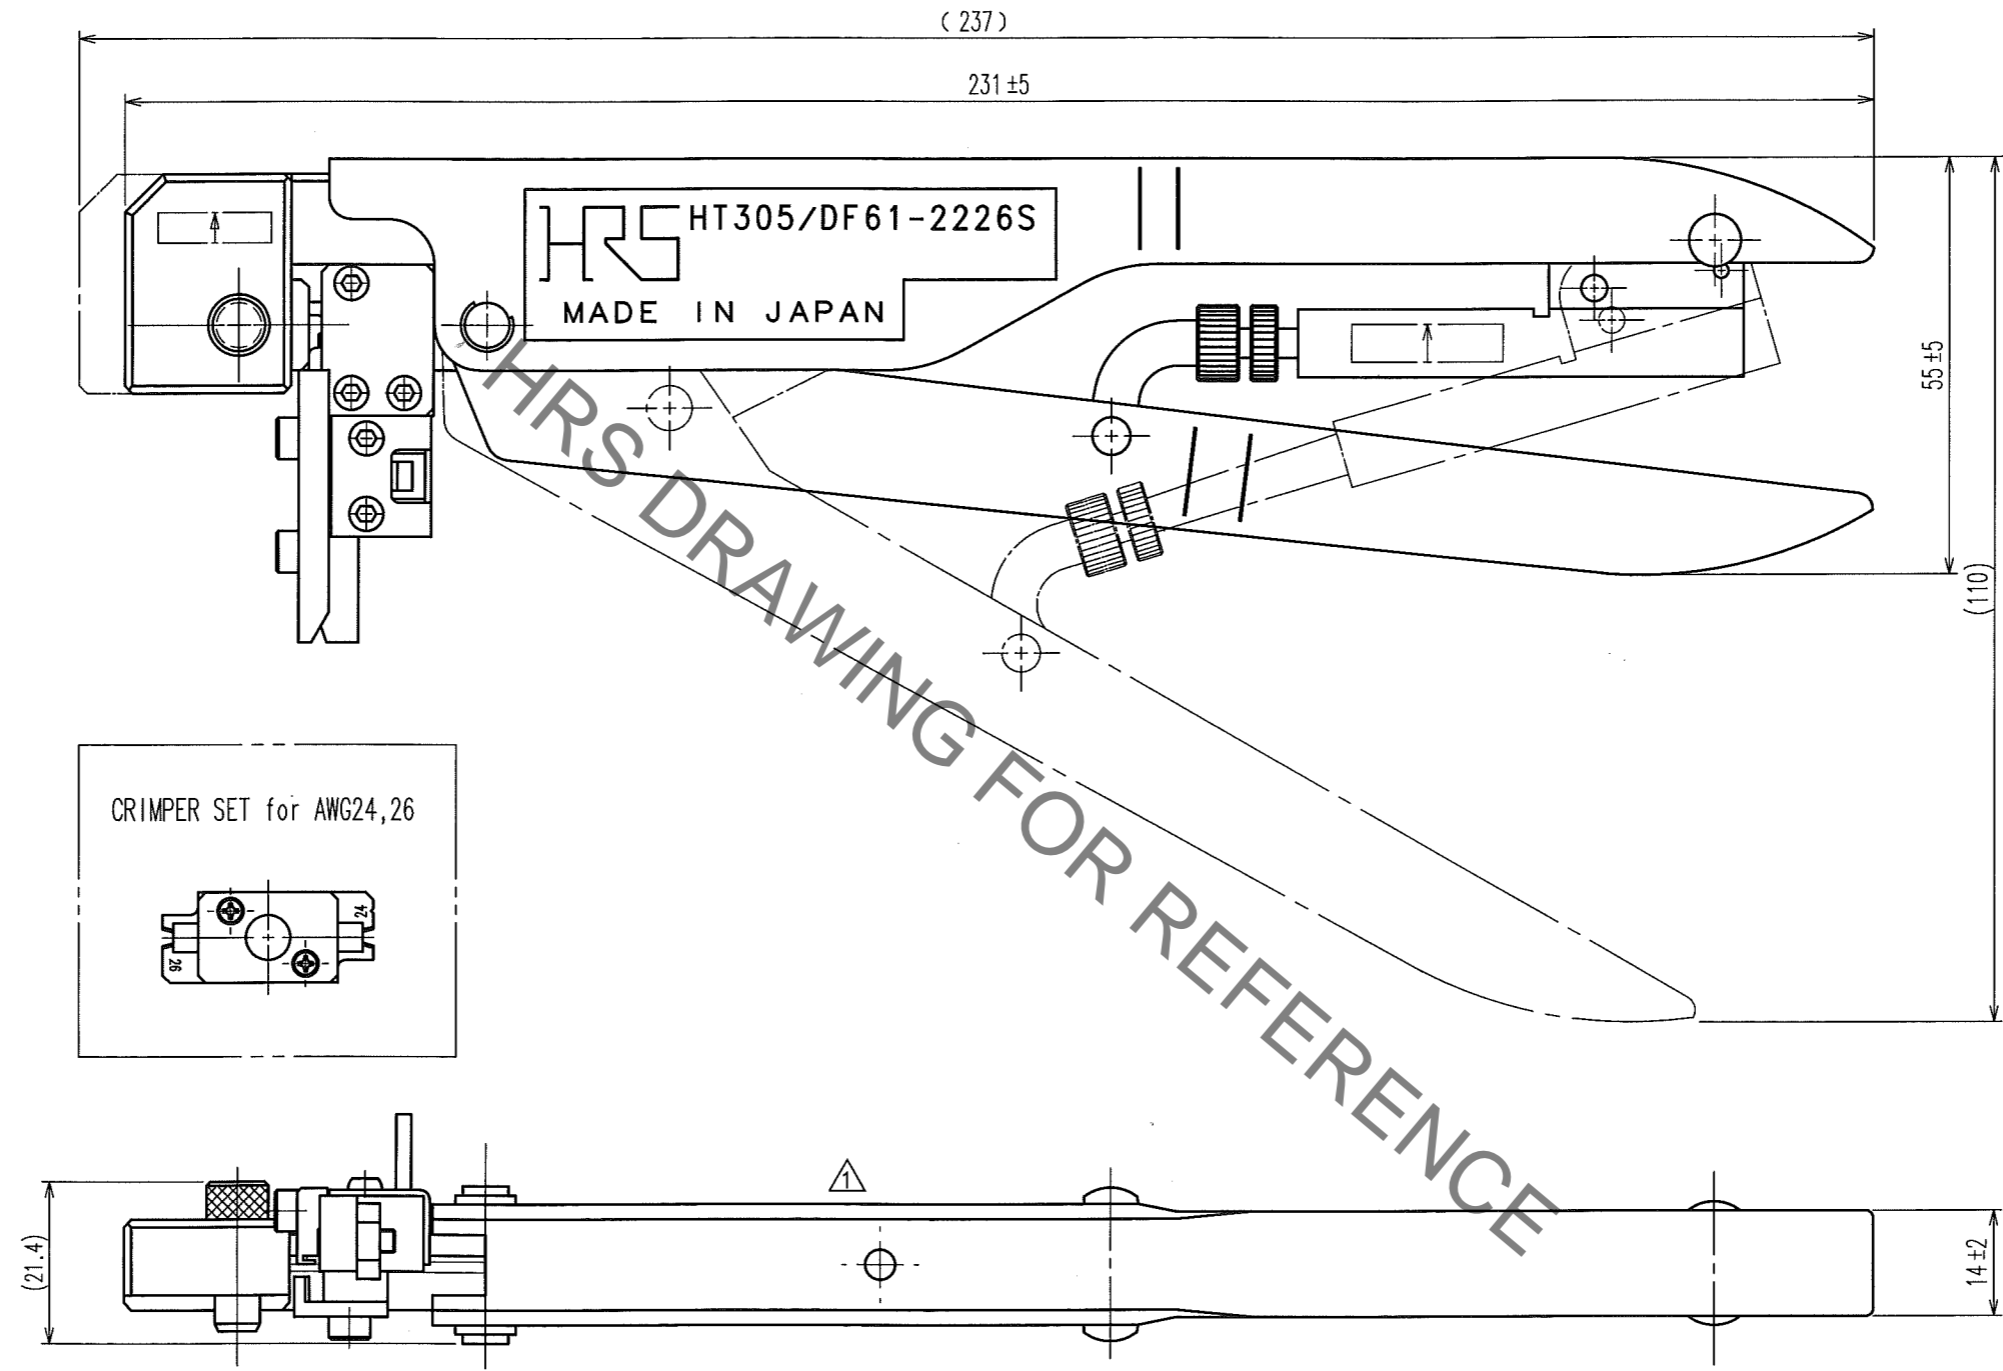 (237)
231±5
HRS HT305/DF61-2226S
MADE IN JAPAN
55±5
(110)
HRS DRAWING FOR REFERENCE
CRIMPER SET for AWG24,26
24
26
1
(21.4)
14±2